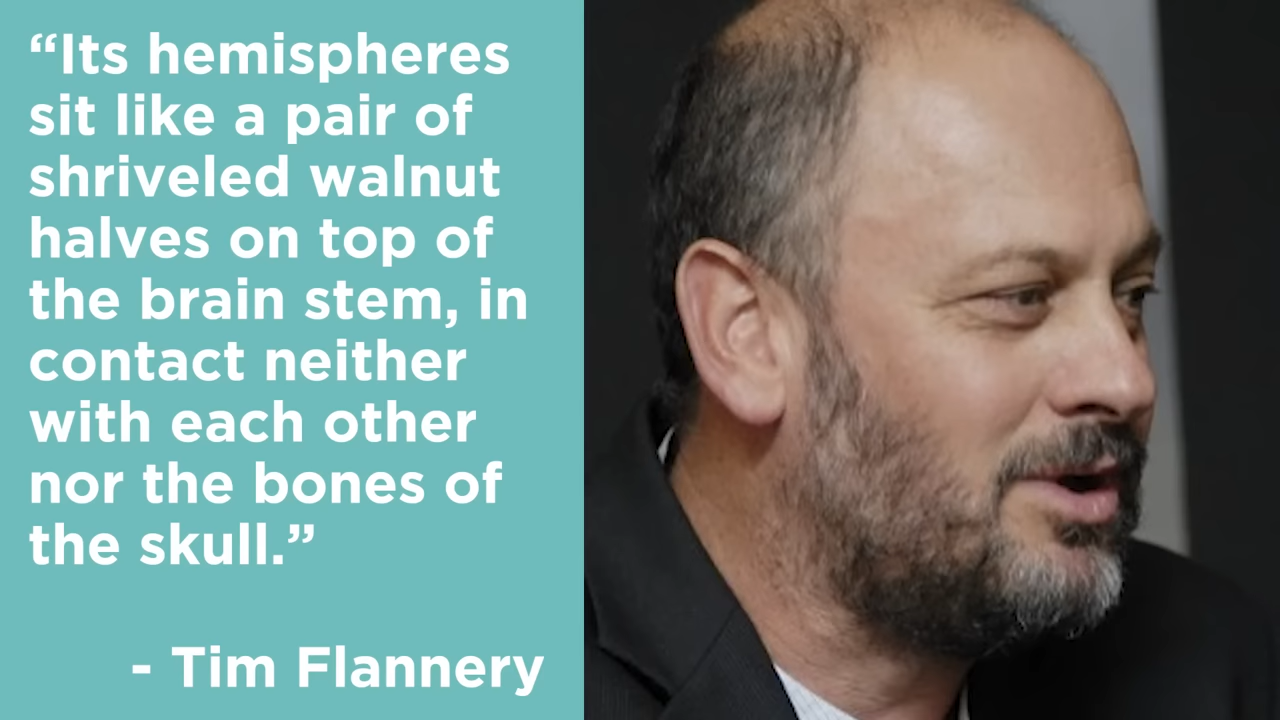 “Its hemispheres
sit like a pair of
shriveled walnut
halves on top of
the brain stem, in
contact neither
with each other
nor the bones of
the skull.”
- Tim Flannery